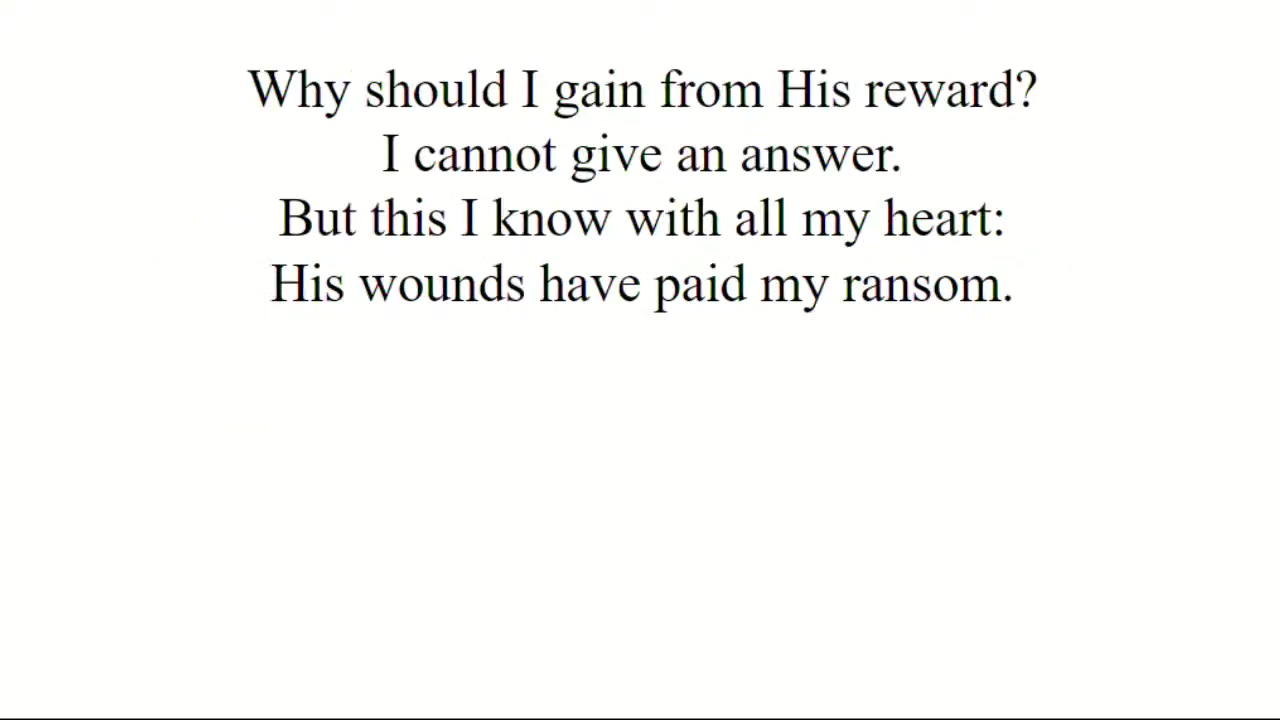 Why should I gain from His reward?
I cannot give an answer.
But this I know with all my heart:
His wounds have paid my ransom.